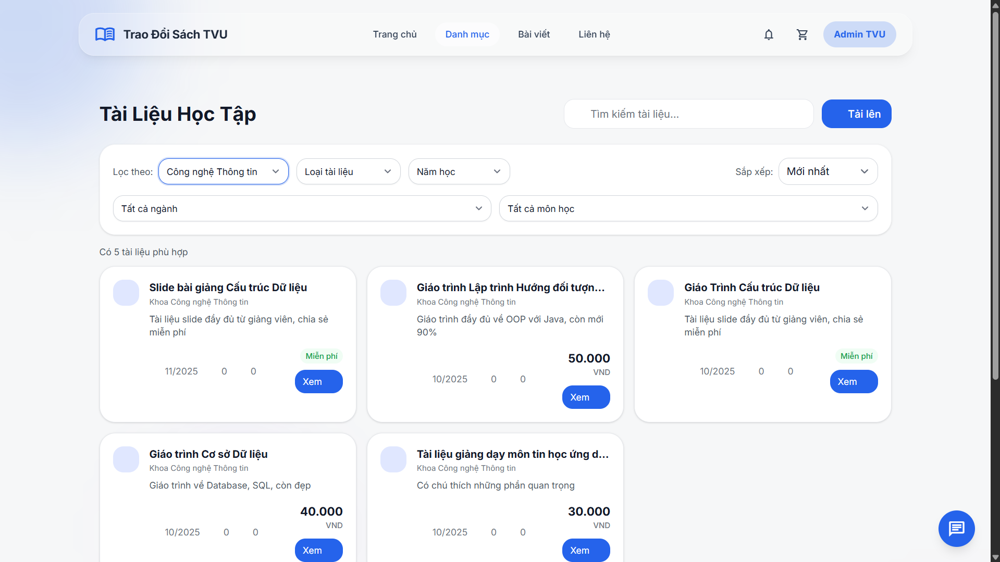 Trao Đổi Sách TVU
Trang chủ
Danh mục
Bài viết
Liên hệ
Admin TVU
Tài Liệu Học Tập
Tìm kiếm tài liệu...
Tải lên
Lọc theo:
Công nghệ Thông tin
Loại tài liệu
Năm học
Sắp xếp:
Mới nhất
Tất cả ngành
Tất cả môn học
Có 5 tài liệu phù hợp
Slide bài giảng Cấu trúc Dữ liệu
Khoa Công nghệ Thông tin
Tài liệu slide đầy đủ từ giảng viên, chia sẻ
miễn phí
Miễn phí
11/2025
0
0
Xem
Giáo trình Lập trình Hướng đối tượn...
Khoa Công nghệ Thông tin
Giáo trình đầy đủ về OOP với Java, còn mới
90%
50.000
VND
10/2025
0
0
Xem
Giáo Trình Cấu trúc Dữ liệu
Khoa Công nghệ Thông tin
Tài liệu slide đầy đủ từ giảng viên, chia sẻ
miễn phí
Miễn phí
10/2025
0
0
Xem
Giáo trình Cơ sở Dữ liệu
Khoa Công nghệ Thông tin
Giáo trình về Database, SQL, còn đẹp
40.000
VND
10/2025
0
0
Xem
Tài liệu giảng dạy môn tin học ứng d...
Khoa Công nghệ Thông tin
Có chú thích những phần quan trọng
30.000
VND
10/2025
0
0
Xem